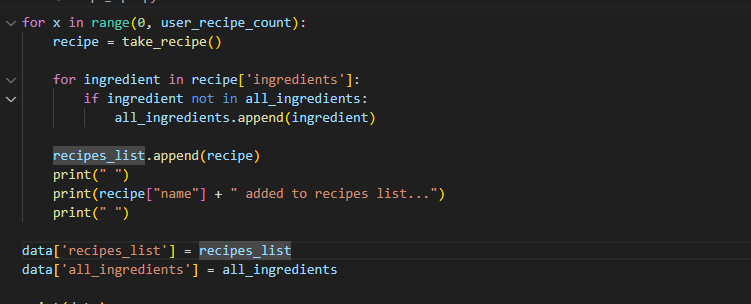 for x in range(0, user_recipe_count):
    recipe = take_recipe()
    for ingredient in recipe['ingredients']:
        if ingredient not in all_ingredients:
            all_ingredients.append(ingredient)
    recipes_list.append(recipe)
    print(" ")
    print(recipe["name"] + " added to recipes list...")
    print(" ")
data['recipes_list'] = recipes_list
data['all_ingredients'] = all_ingredients